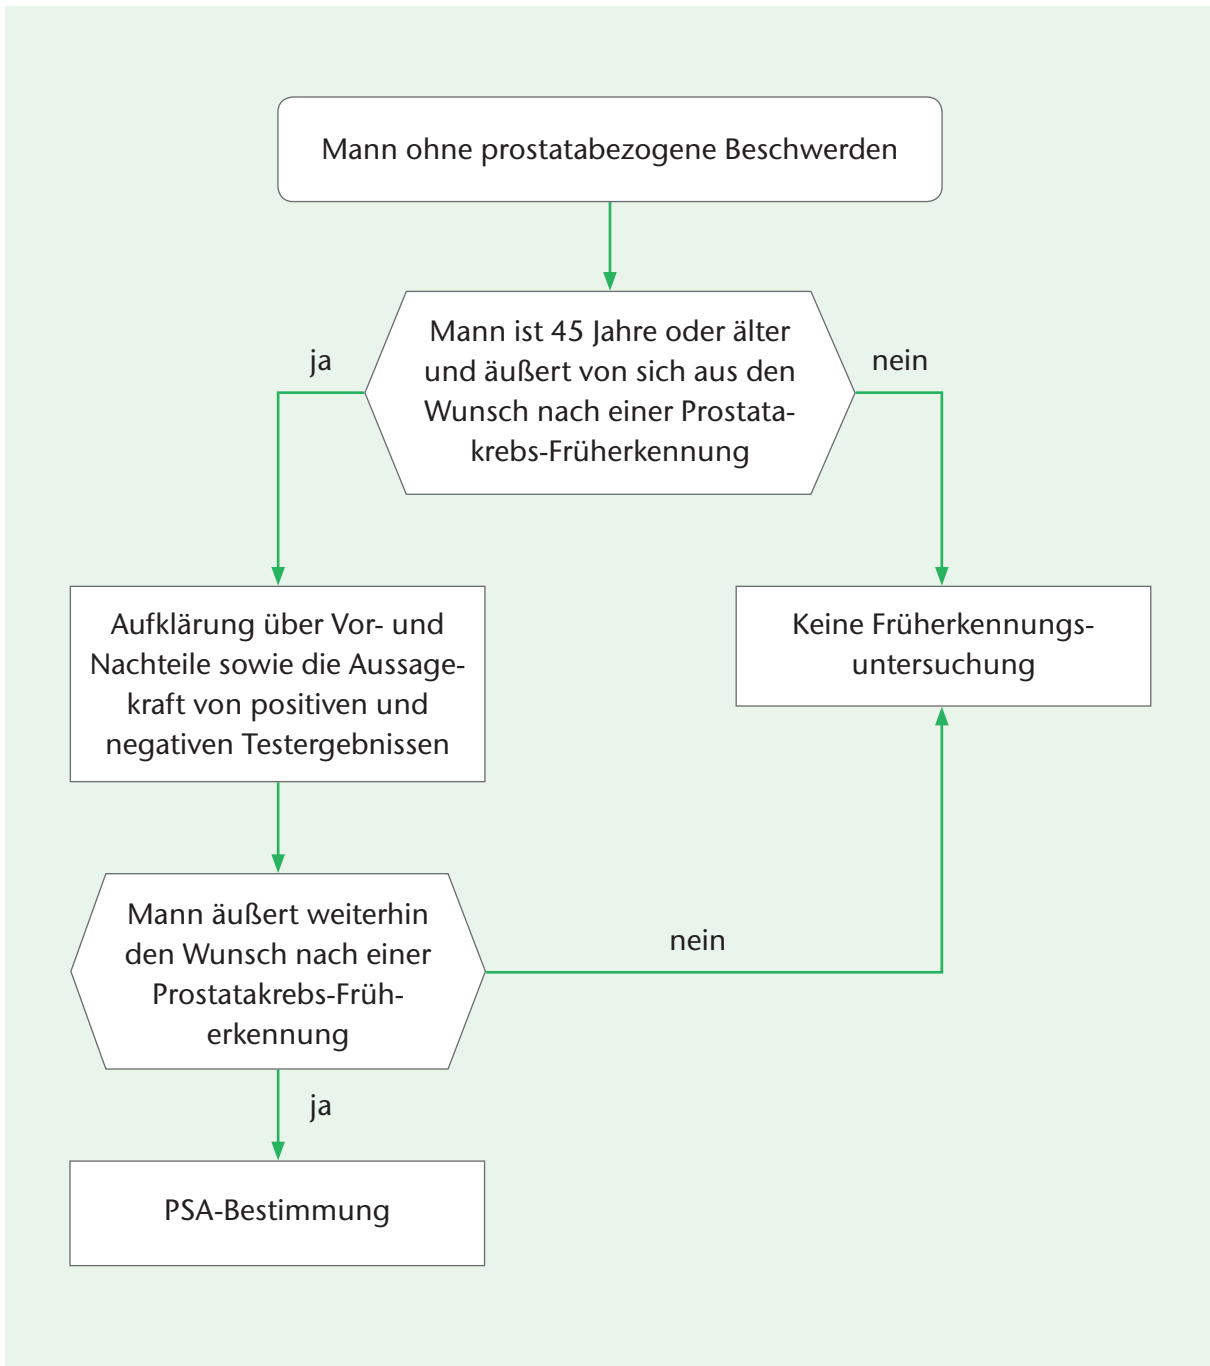 Mann ohne prostatabezogene Beschwerden
Mann ist 45 Jahre oder älter
und äußert von sich aus den
Wunsch nach einer Prostata-
krebs-Früherkennung
ja
nein
Aufklärung über Vor- und
Nachteile sowie die Aussage-
kraft von positiven und
negativen Testergebnissen
Keine Früherkennungs-
untersuchung
Mann äußert weiterhin
den Wunsch nach einer
Prostatakrebs-Früh-
erkennung
nein
ja
PSA-Bestimmung